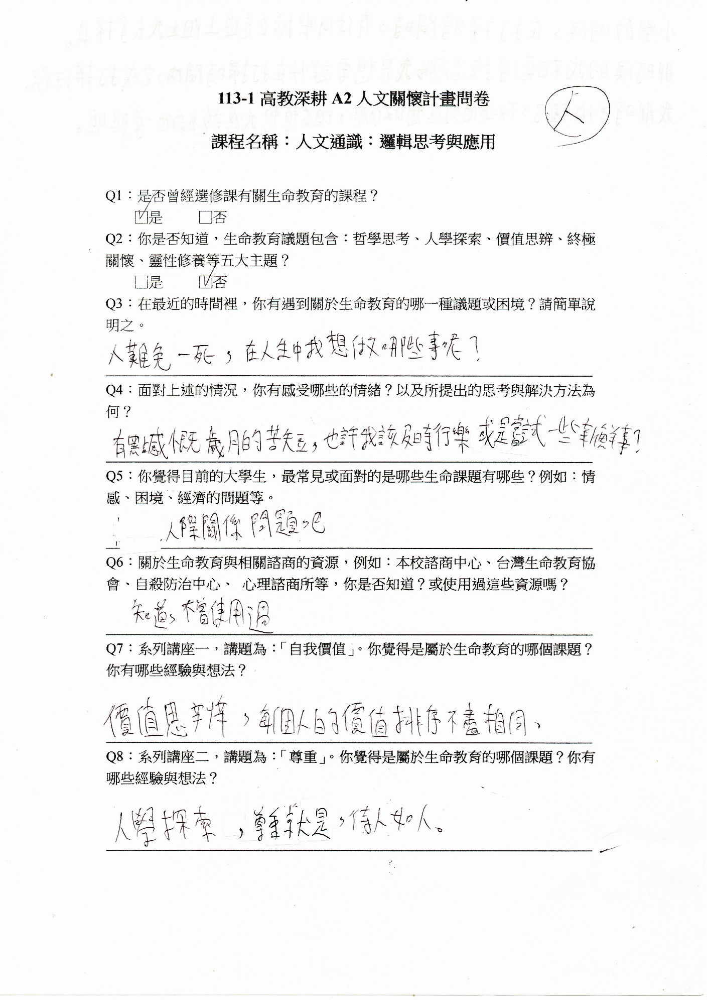 113-1 高教深耕 A2 人文關懷計畫問卷
人
課程名稱：人文通識：邏輯思考與應用
Q1：是否曾經選修課有關生命教育的課程？
☑是 □否
Q2：你是否知道，生命教育議題包含：哲學思考、人學探索、價值思辨、終極
關懷、靈性修養等五大主題？
□是 ☑否
Q3：在最近的時間裡，你有遇到關於生命教育的哪一種議題或困境？請簡單說
明之。
人難免一死，在人生中我想做哪些事呢？
Q4：面對上述的情況，你有感受哪些的情緒？以及所提出的思考與解決方法為
何？
有點感慨歲月的苦短，也許我該及時行樂或是嘗試一些新鮮事？
Q5：你覺得目前的大學生，最常見或面對的是哪些生命課題有哪些？例如：情
感、困境、經濟的問題等。
人際關係問題吧
Q6：關於生命教育與相關諮商的資源，例如：本校諮商中心、台灣生命教育協
會、自殺防治中心、 心理諮商所等，你是否知道？或使用過這些資源嗎？
知道，不曾使用過
Q7：系列講座一，講題為：「自我價值」。你覺得是屬於生命教育的哪個課題？
你有哪些經驗與想法？
價值思辨，每個人的價值排序不盡相同、
Q8：系列講座二，講題為：「尊重」。你覺得是屬於生命教育的哪個課題？你有
哪些經驗與想法？
人學探索，尊重就是，待人如人。